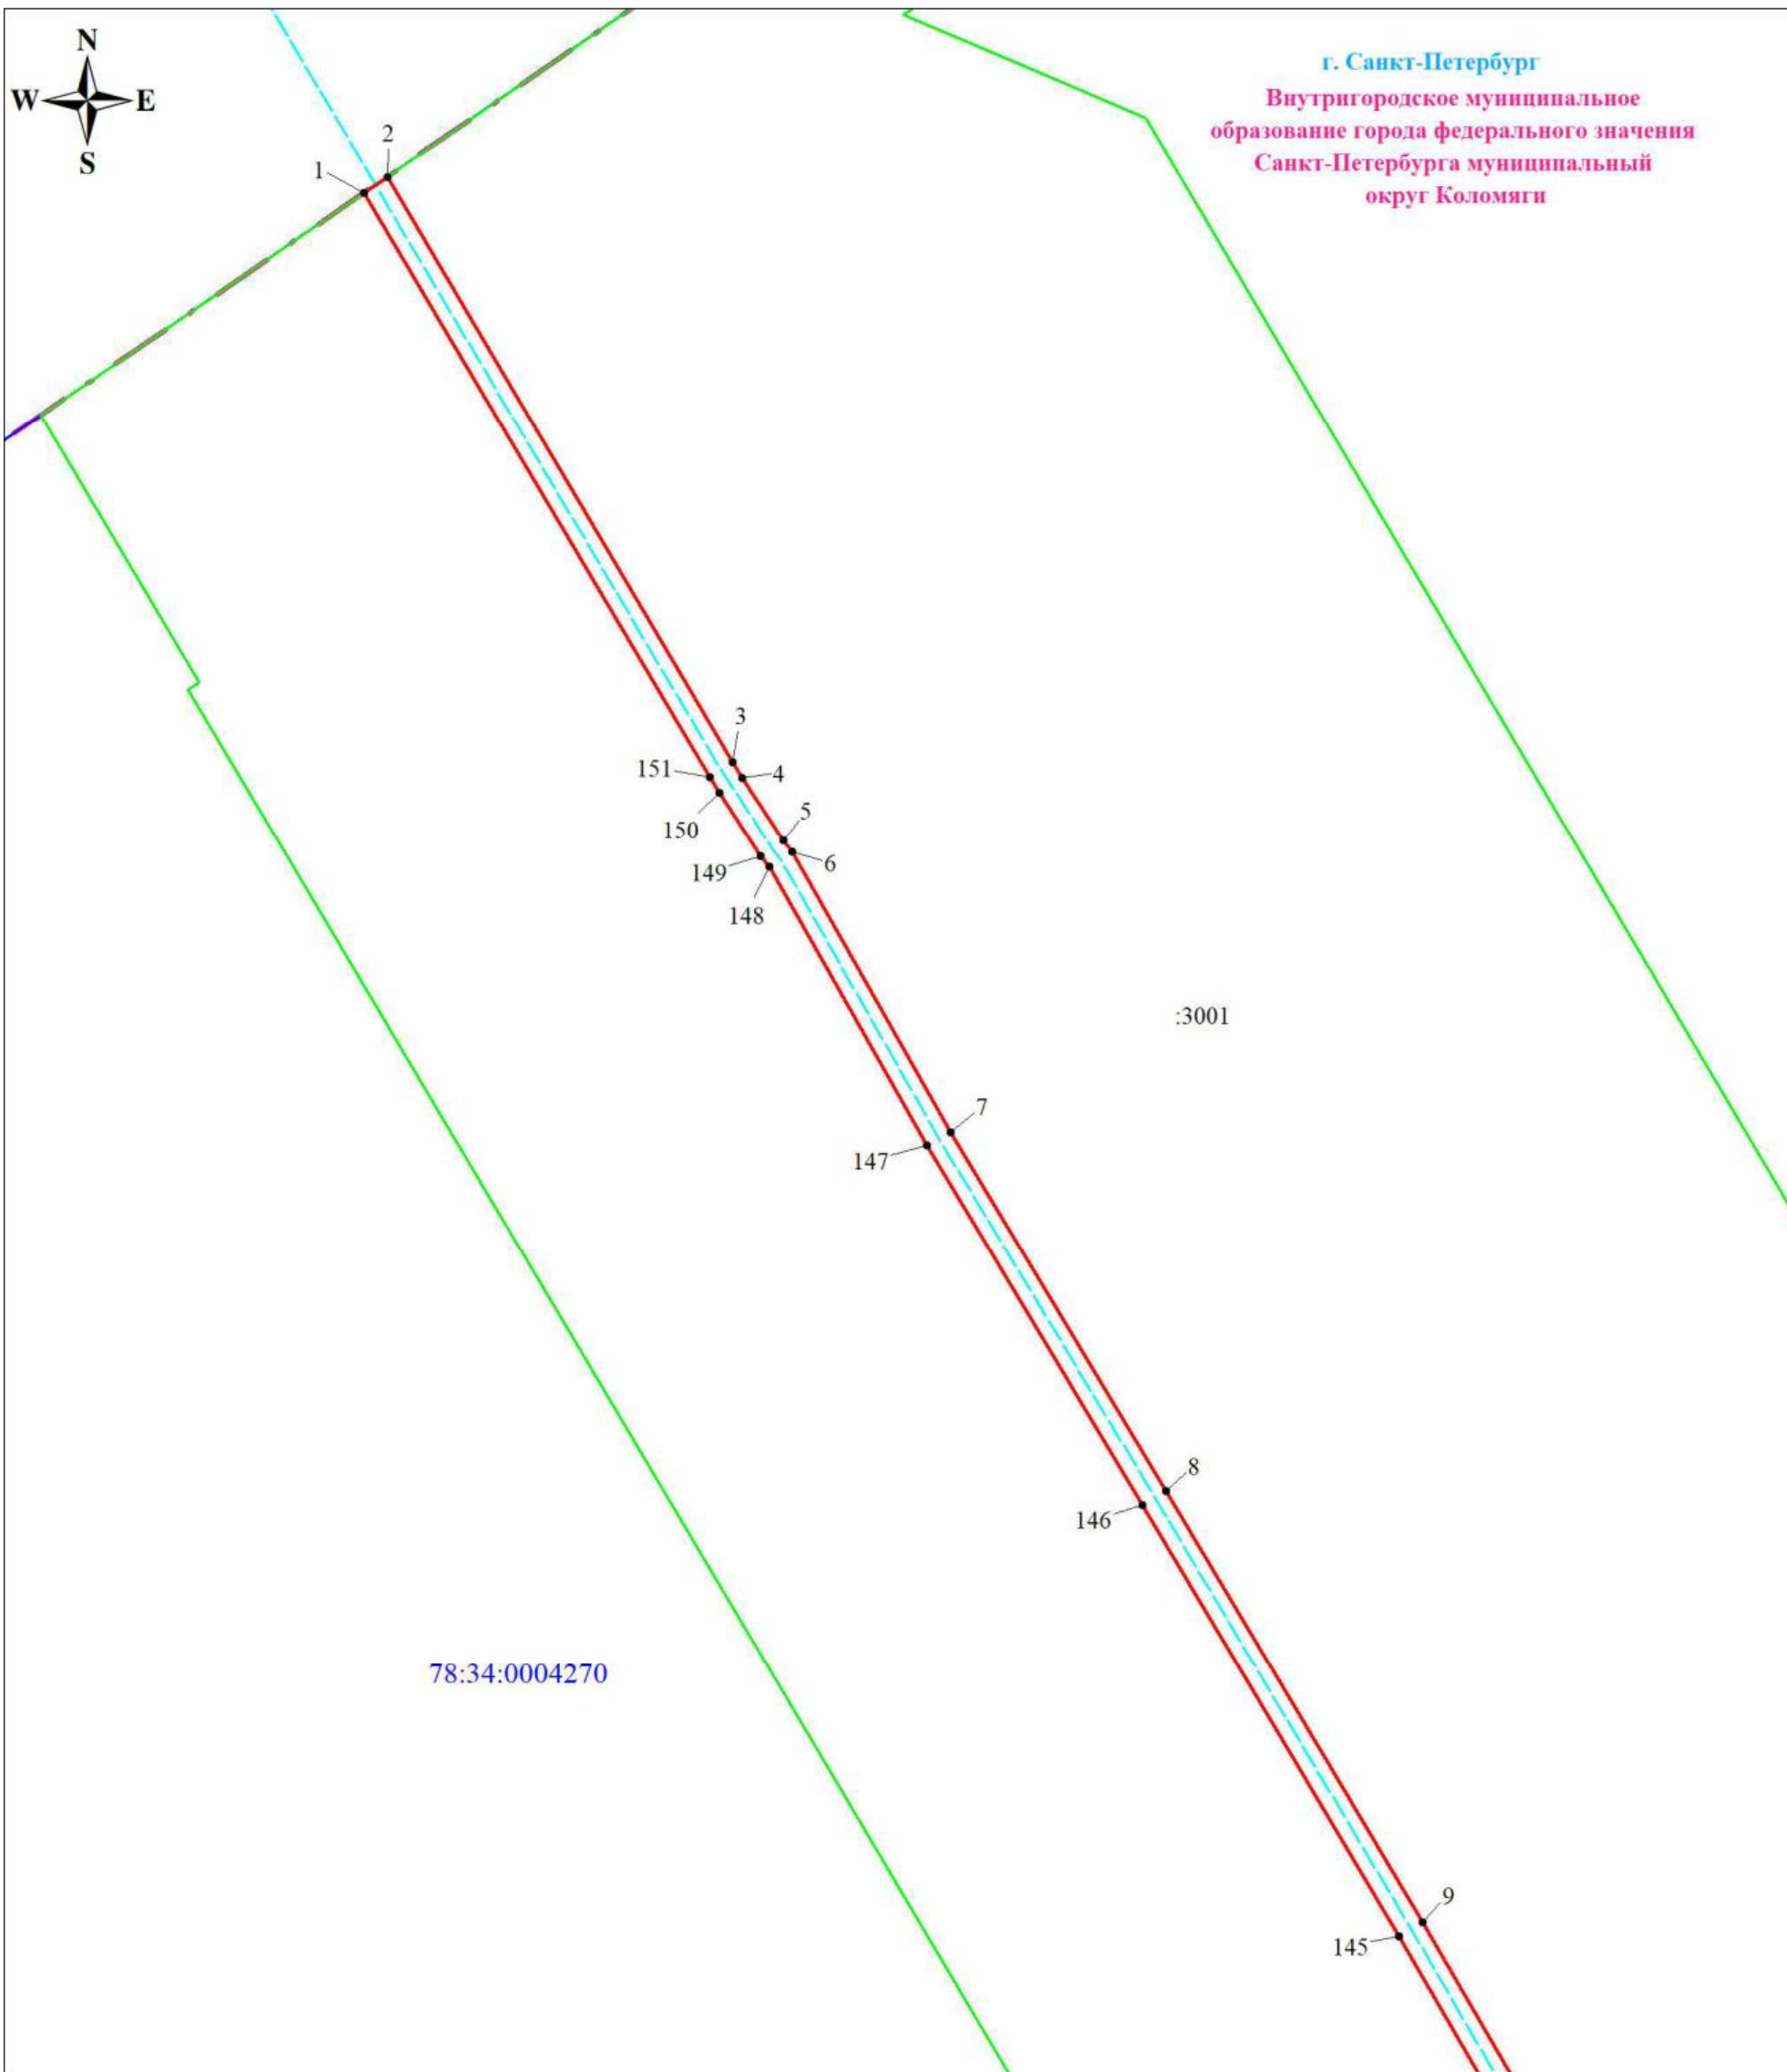 N
W E
S
г. Санкт-Петербург
Внутригородское муниципальное
образование города федерального значения
Санкт-Петербурга муниципальный
округ Коломяги
2
1
3
151
4
150
5
149
6
148
:3001
7
147
8
146
78:34:0004270
9
145